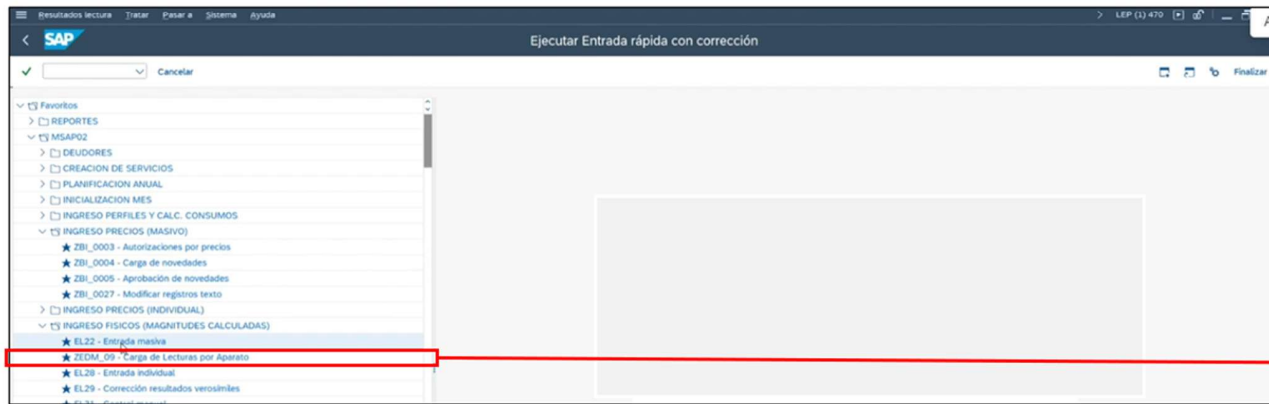 Resultados lectura Tratar Pasar a Sistema Ayuda LEP (1) 470
SAP Ejecutar Entrada rápida con corrección
Cancelar Finalizar
Favoritos
REPORTES
MSAP02
DEUDORES
CREACION DE SERVICIOS
PLANIFICACION ANUAL
INICIALIZACION MES
INGRESO PERFILES Y CALC. CONSUMOS
INGRESO PRECIOS (MASIVO)
ZBI_0003 - Autorizaciones por precios
ZBI_0004 - Carga de novedades
ZBI_0005 - Aprobación de novedades
ZBI_0027 - Modificar registros texto
INGRESO PRECIOS (INDIVIDUAL)
INGRESO FISICOS (MAGNITUDES CALCULADAS)
EL22 - Entrada masiva
ZEDM_09 - Carga de Lecturas por Aparato
EL28 - Entrada individual
EL29 - Corrección resultados verosímiles